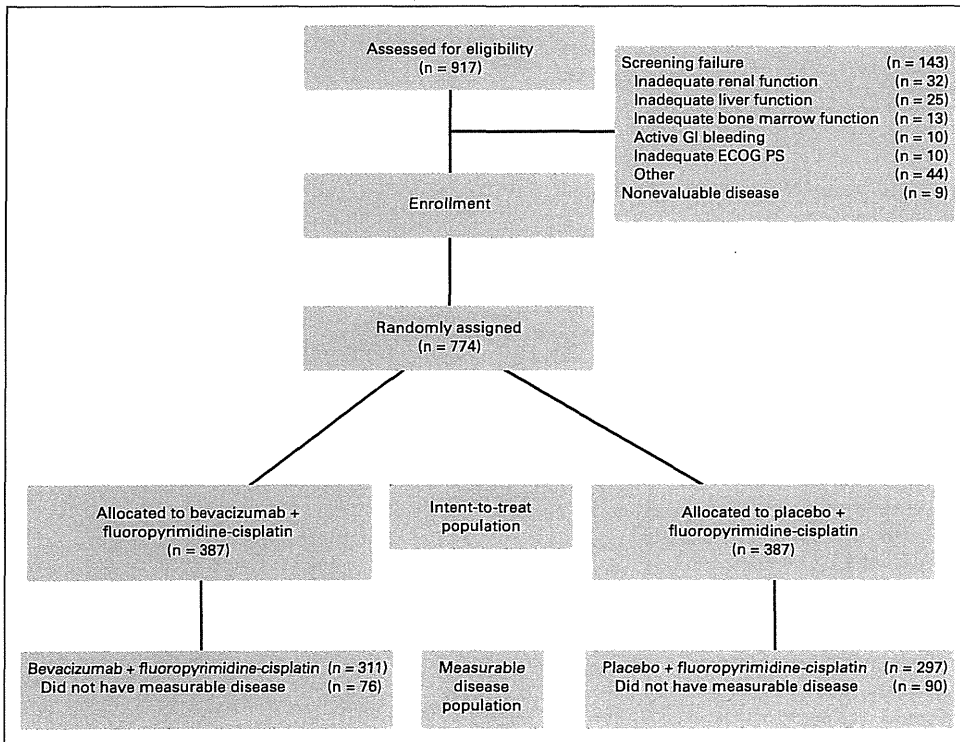 Assessed for eligibility
(n = 917)
Screening failure (n = 143)
Inadequate renal function (n = 32)
Inadequate liver function (n = 25)
Inadequate bone marrow function (n = 13)
Active GI bleeding (n = 10)
Inadequate ECOG PS (n = 10)
Other (n = 44)
Nonevaluable disease (n = 9)
Enrollment
Randomly assigned
(n = 774)
Allocated to bevacizumab +
fluoropyrimidine-cisplatin
(n = 387)
Intent-to-treat
population
Allocated to placebo +
fluoropyrimidine-cisplatin
(n = 387)
Bevacizumab + fluoropyrimidine-cisplatin (n = 311)
Did not have measurable disease (n = 76)
Measurable
disease
population
Placebo + fluoropyrimidine-cisplatin (n = 297)
Did not have measurable disease (n = 90)